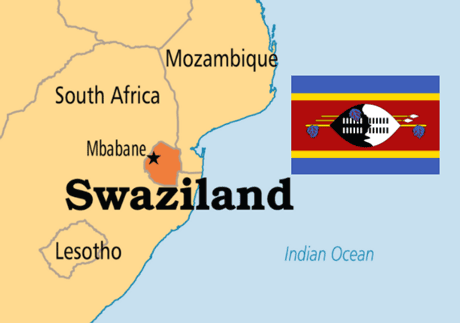 Mozambique
South Africa
Mbabane
Swaziland
Lesotho
Indian Ocean